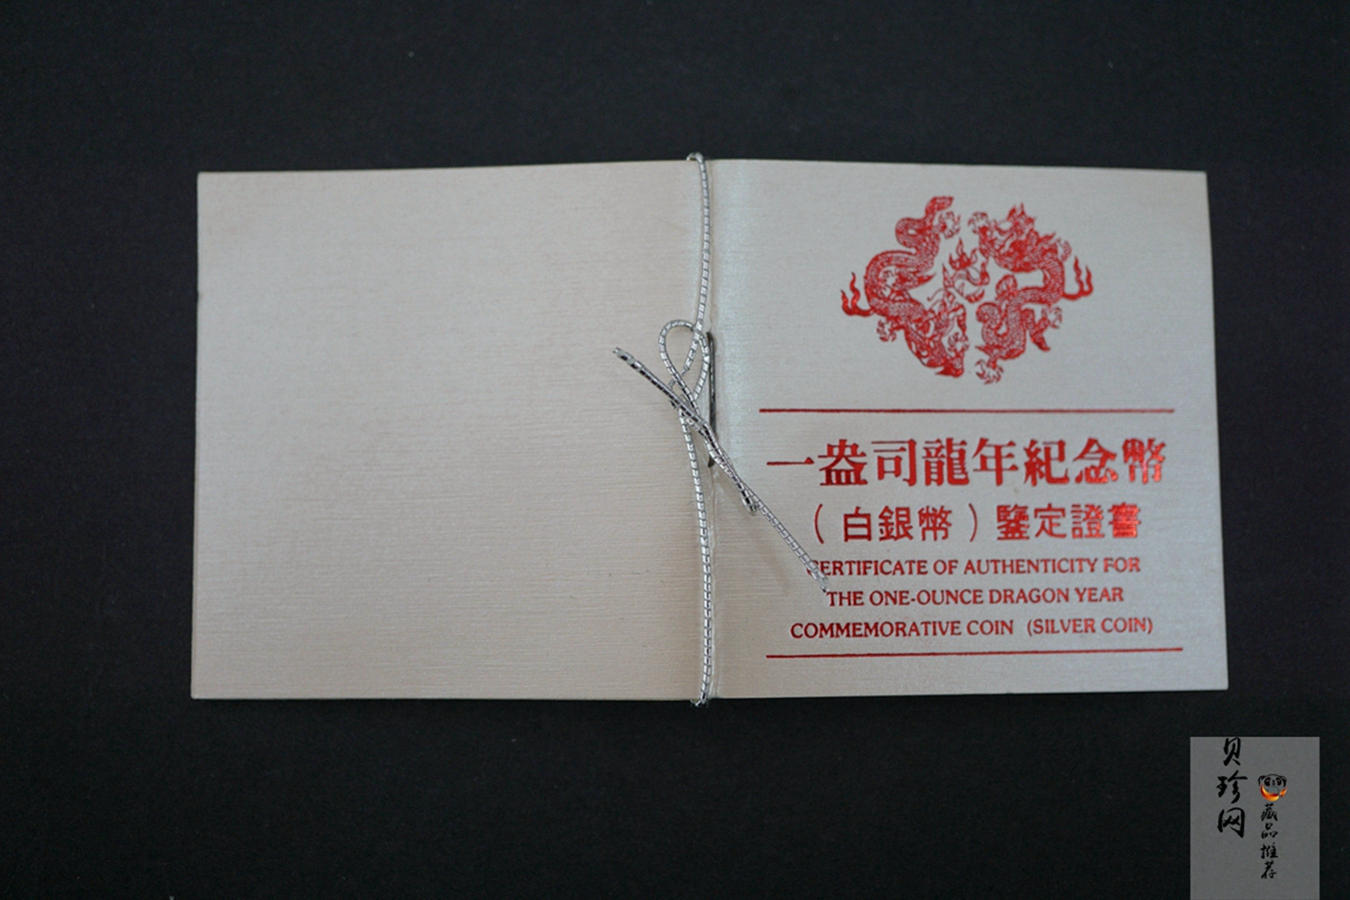 一盎司龍年紀念幣
（白銀幣）鑒定證書
CERTIFICATE OF AUTHENTICITY FOR
THE ONE-OUNCE DRAGON YEAR
COMMEMORATIVE COIN (SILVER COIN)
贝珍网
藏品推荐